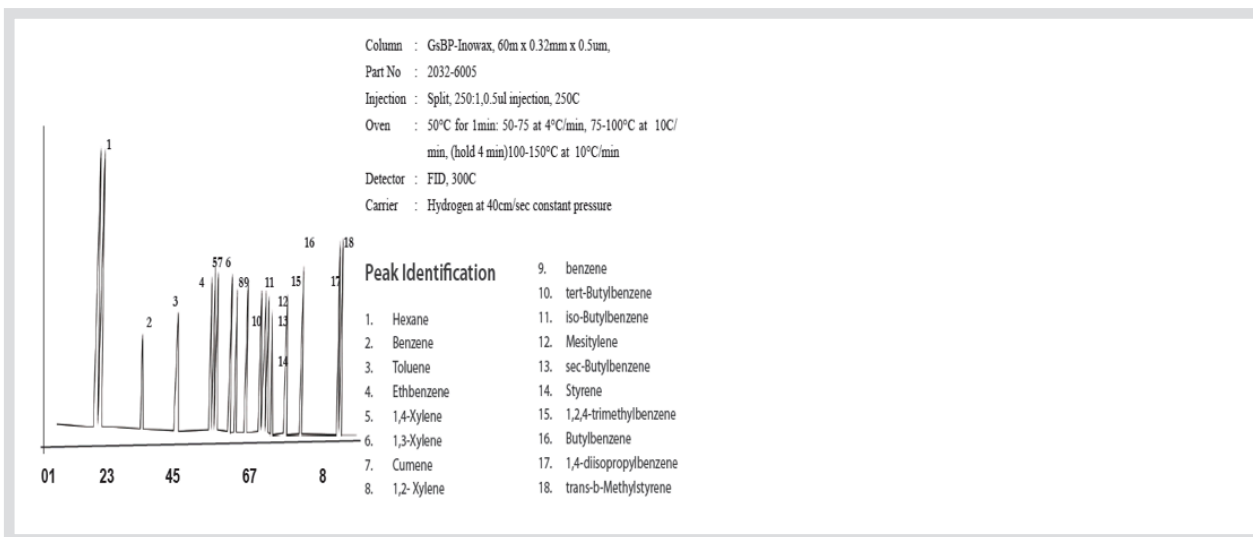 Column : GsBP-Inowax, 60m x 0.32mm x 0.5um,
Part No : 2032-6005
Injection : Split, 250:1,0.5ul injection, 250C
Oven : 50°C for 1min: 50-75 at 4°C/min, 75-100°C at 10C/
min, (hold 4 min)100-150°C at 10°C/min
Detector : FID, 300C
Carrier : Hydrogen at 40cm/sec constant pressure
1
2
3
4
57 6
89
10
11
12
13
14
15
16
17
18
01 23 45 67 8
Peak Identification
1. Hexane
2. Benzene
3. Toluene
4. Ethbenzene
5. 1,4-Xylene
6. 1,3-Xylene
7. Cumene
8. 1,2- Xylene
9. benzene
10. tert-Butylbenzene
11. iso-Butylbenzene
12. Mesitylene
13. sec-Butylbenzene
14. Styrene
15. 1,2,4-trimethylbenzene
16. Butylbenzene
17. 1,4-diisopropylbenzene
18. trans-b-Methylstyrene